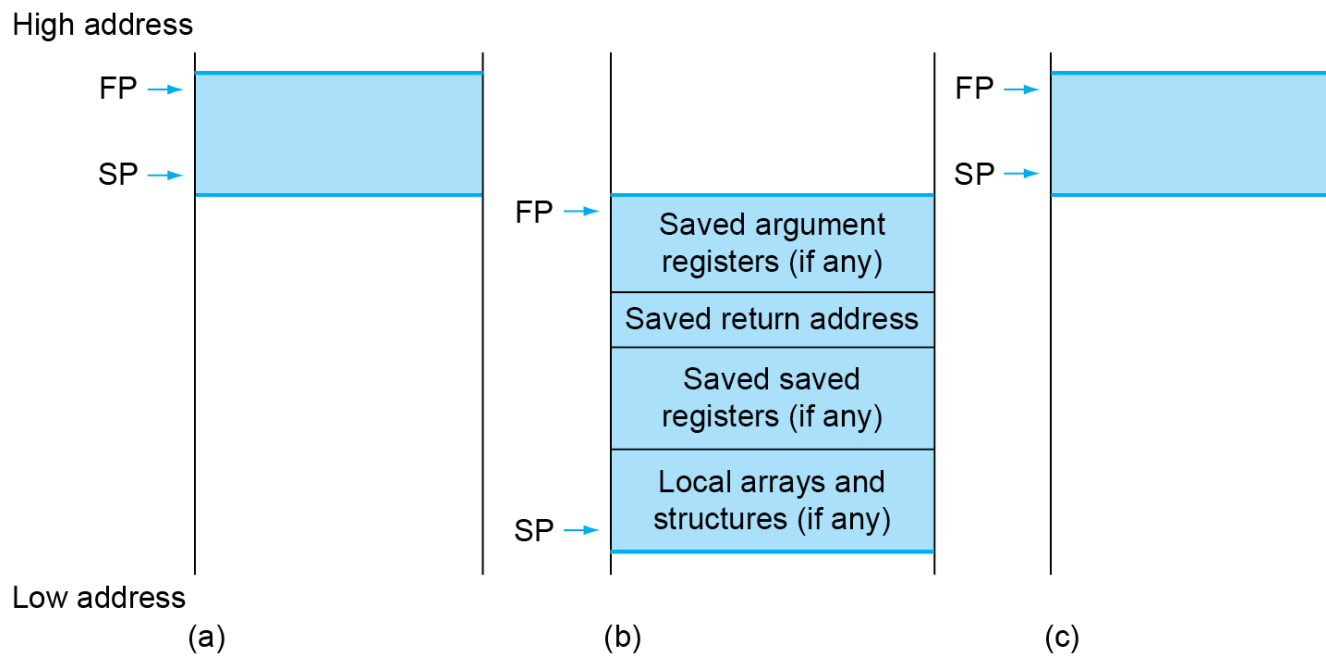 High address
FP
SP
FP
Saved argument
registers (if any)
Saved return address
Saved saved
registers (if any)
Local arrays and
structures (if any)
SP
FP
SP
Low address
(a)
(b)
(c)